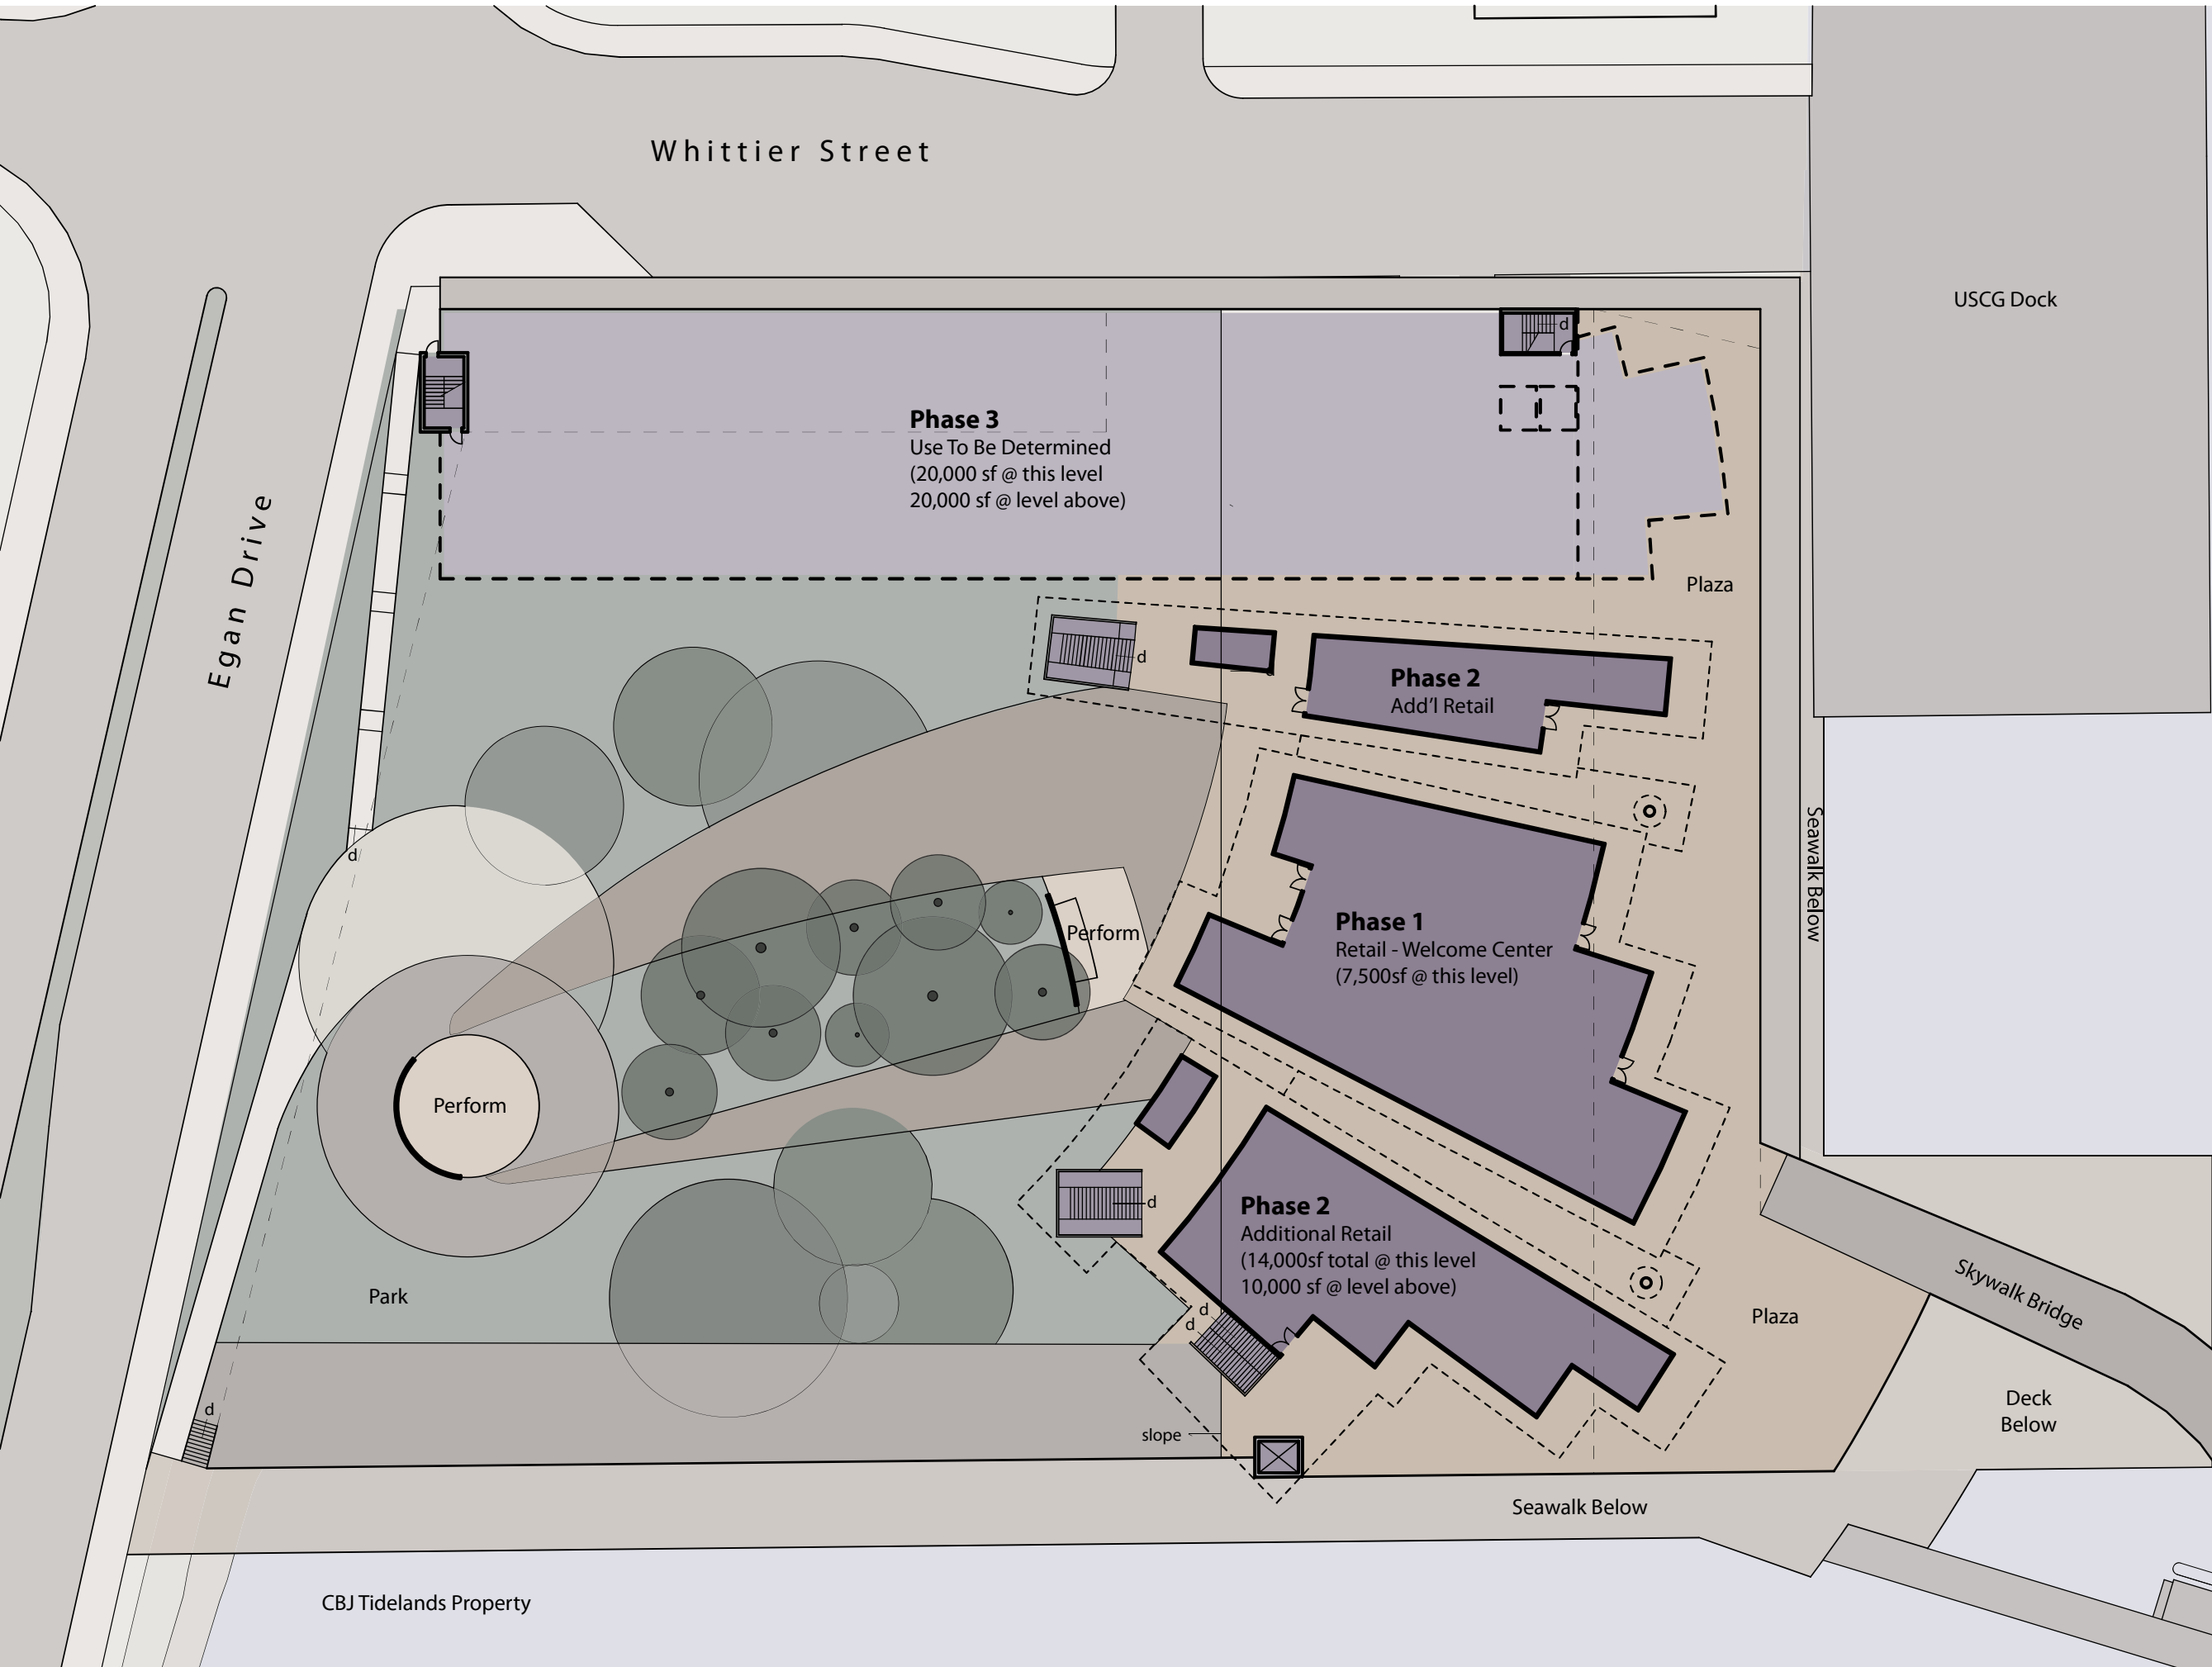 Whittier Street
USCG Dock
d
Phase 3
Use To Be Determined
(20,000 sf @ this level
20,000 sf @ level above)
Egan Drive
Plaza
d
Phase 2
Add'l Retail
Seawalk Below
d
Phase 1
Retail - Welcome Center
(7,500sf @ this level)
Perform
Perform
d
Phase 2
Additional Retail
(14,000sf total @ this level
10,000 sf @ level above)
Skywalk Bridge
Park
d
d
Plaza
Deck
Below
d
slope
Seawalk Below
CBJ Tidelands Property